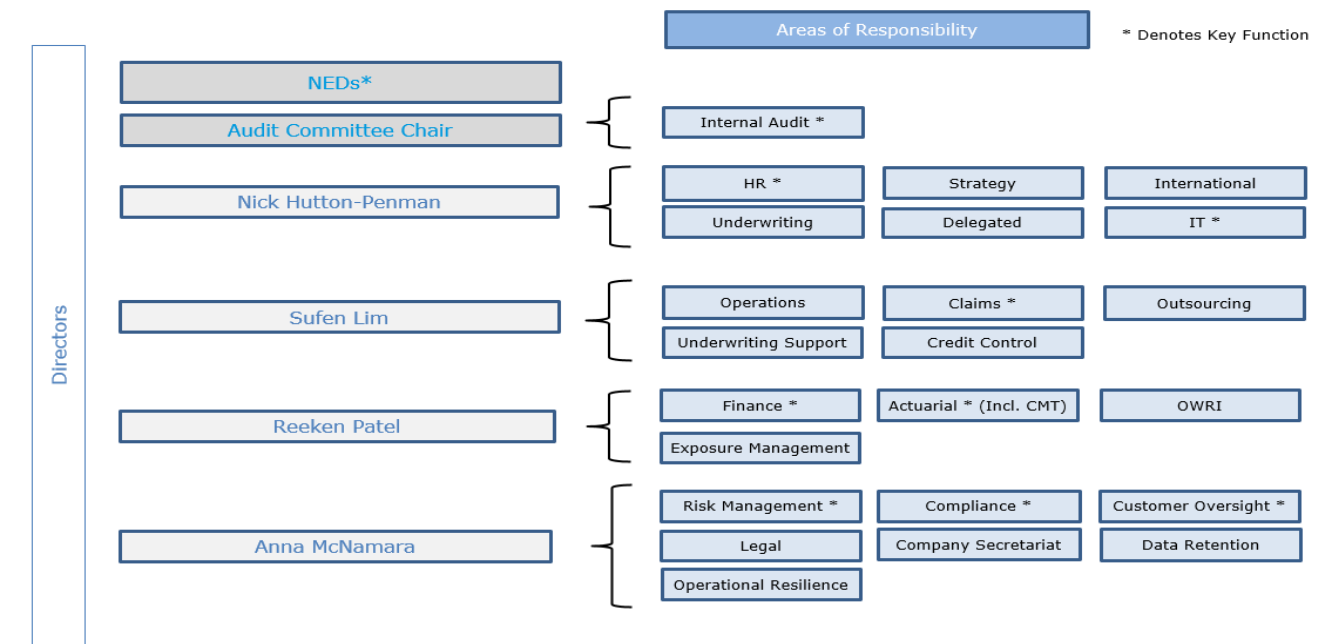 Areas of Responsibility
* Denotes Key Function
Directors
NEDs*
Audit Committee Chair
Internal Audit *
Nick Hutton-Penman
HR *
Strategy
International
Underwriting
Delegated
IT *
Sufen Lim
Operations
Claims *
Outsourcing
Underwriting Support
Credit Control
Reeken Patel
Finance *
Actuarial * (Incl. CMT)
OWRI
Exposure Management
Anna McNamara
Risk Management *
Compliance *
Customer Oversight *
Legal
Company Secretariat
Data Retention
Operational Resilience